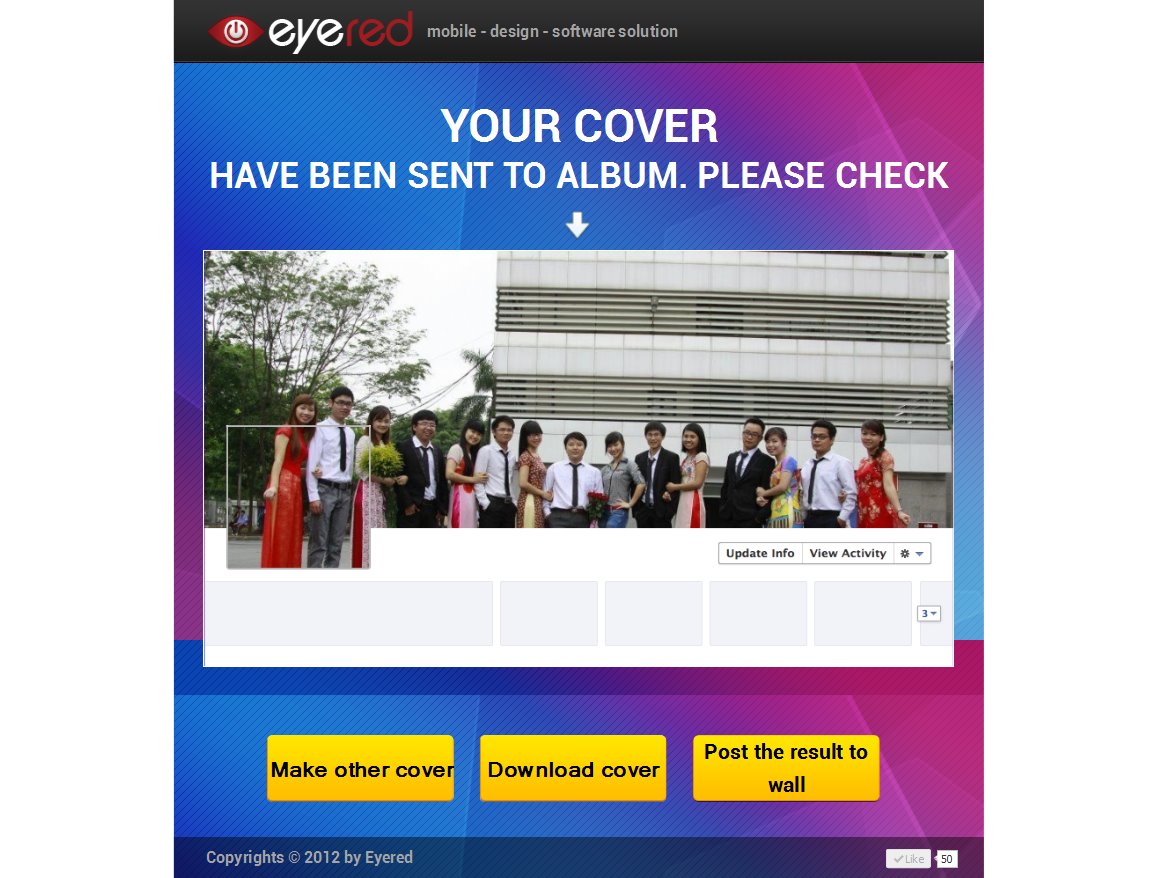 eyered
mobile - design - software solution
YOUR COVER
HAVE BEEN SENT TO ALBUM. PLEASE CHECK
Update Info View Activity
3
Make other cover
Download cover
Post the result to
wall
Copyrights © 2012 by Eyered
Like 50